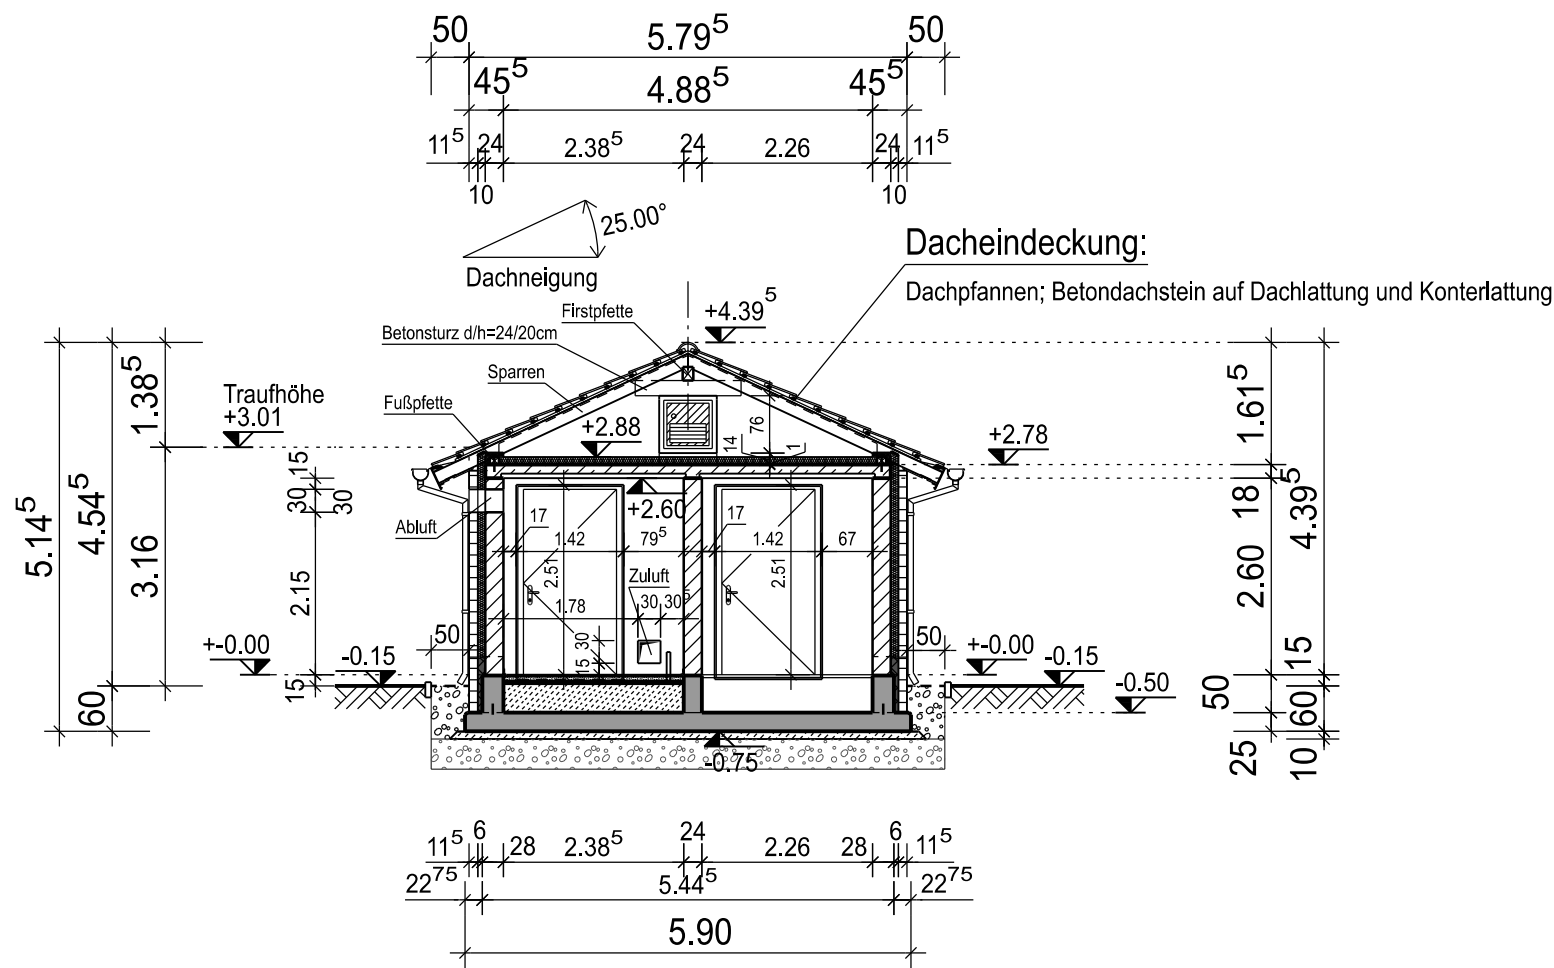 50 5.79⁵ 50
45⁵ 4.88⁵ 45⁵
11⁵ 24 2.38⁵ 24 2.26 24 11⁵
10 10
25.00°
Dachneigung
Dacheindeckung:
Dachpfannen; Betondachstein auf Dachlattung und Konterlattung
Firstpfette
+4.39⁵
Betonsturz d/h=24/20cm
Sparren
Fußpfette
Traufhöhe
+3.01
+2.88
76
14
1
+2.78
1.38⁵
1.61⁵
15
30
30
Abluft
+2.60
5.14⁵
4.54⁵
3.16
2.15
18
4.39⁵
2.60
17 1.42 79⁵ 17 1.42 67
2.51
2.51
Zuluft
1.78 30 30⁵
30
15
50 50
+-0.00
-0.15
+-0.00
-0.15
-0.50
15
60
15
50
60
25
10
-0.75
11⁵ 6 28 2.38⁵ 24 2.26 28 6 11⁵
22⁷⁵ 5.44⁵ 22⁷⁵
5.90